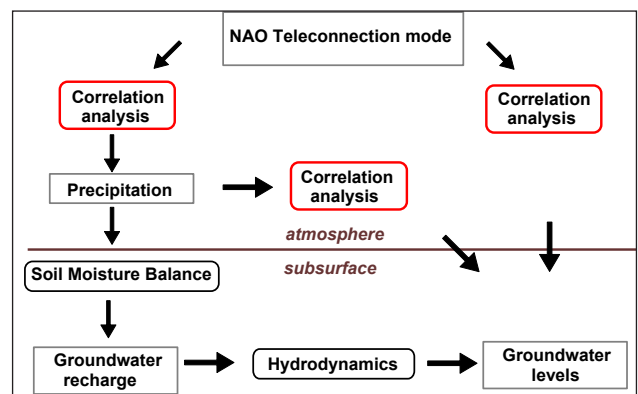 NAO Teleconnection mode
Correlation
analysis
Correlation
analysis
Precipitation
Correlation
analysis
atmosphere
subsurface
Soil Moisture Balance
Groundwater
recharge
Hydrodynamics
Groundwater
levels